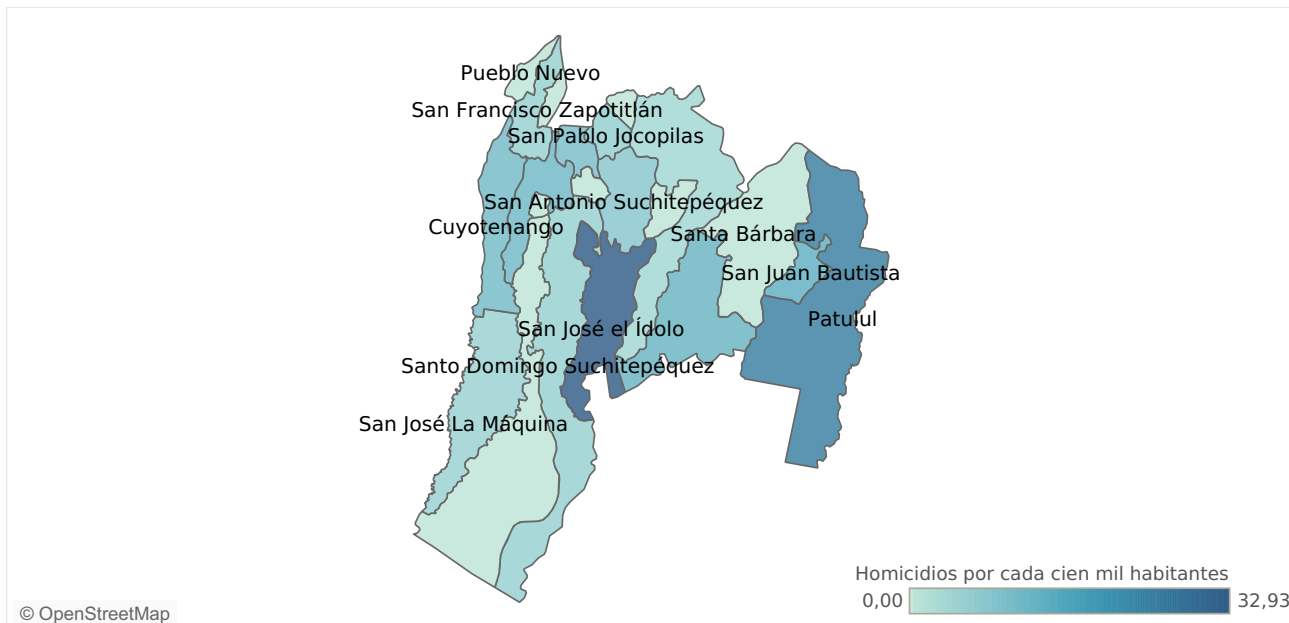 Pueblo Nuevo
San Francisco Zapotitlán
San Pablo Jocopilas
San Antonio Suchitepéquez
Cuyotenango
Santa Bárbara
San Juan Bautista
Patulul
San José el Ídolo
Santo Domingo Suchitepéquez
San José La Máquina
Homicidios por cada cien mil habitantes
0,00 32,93
© OpenStreetMap